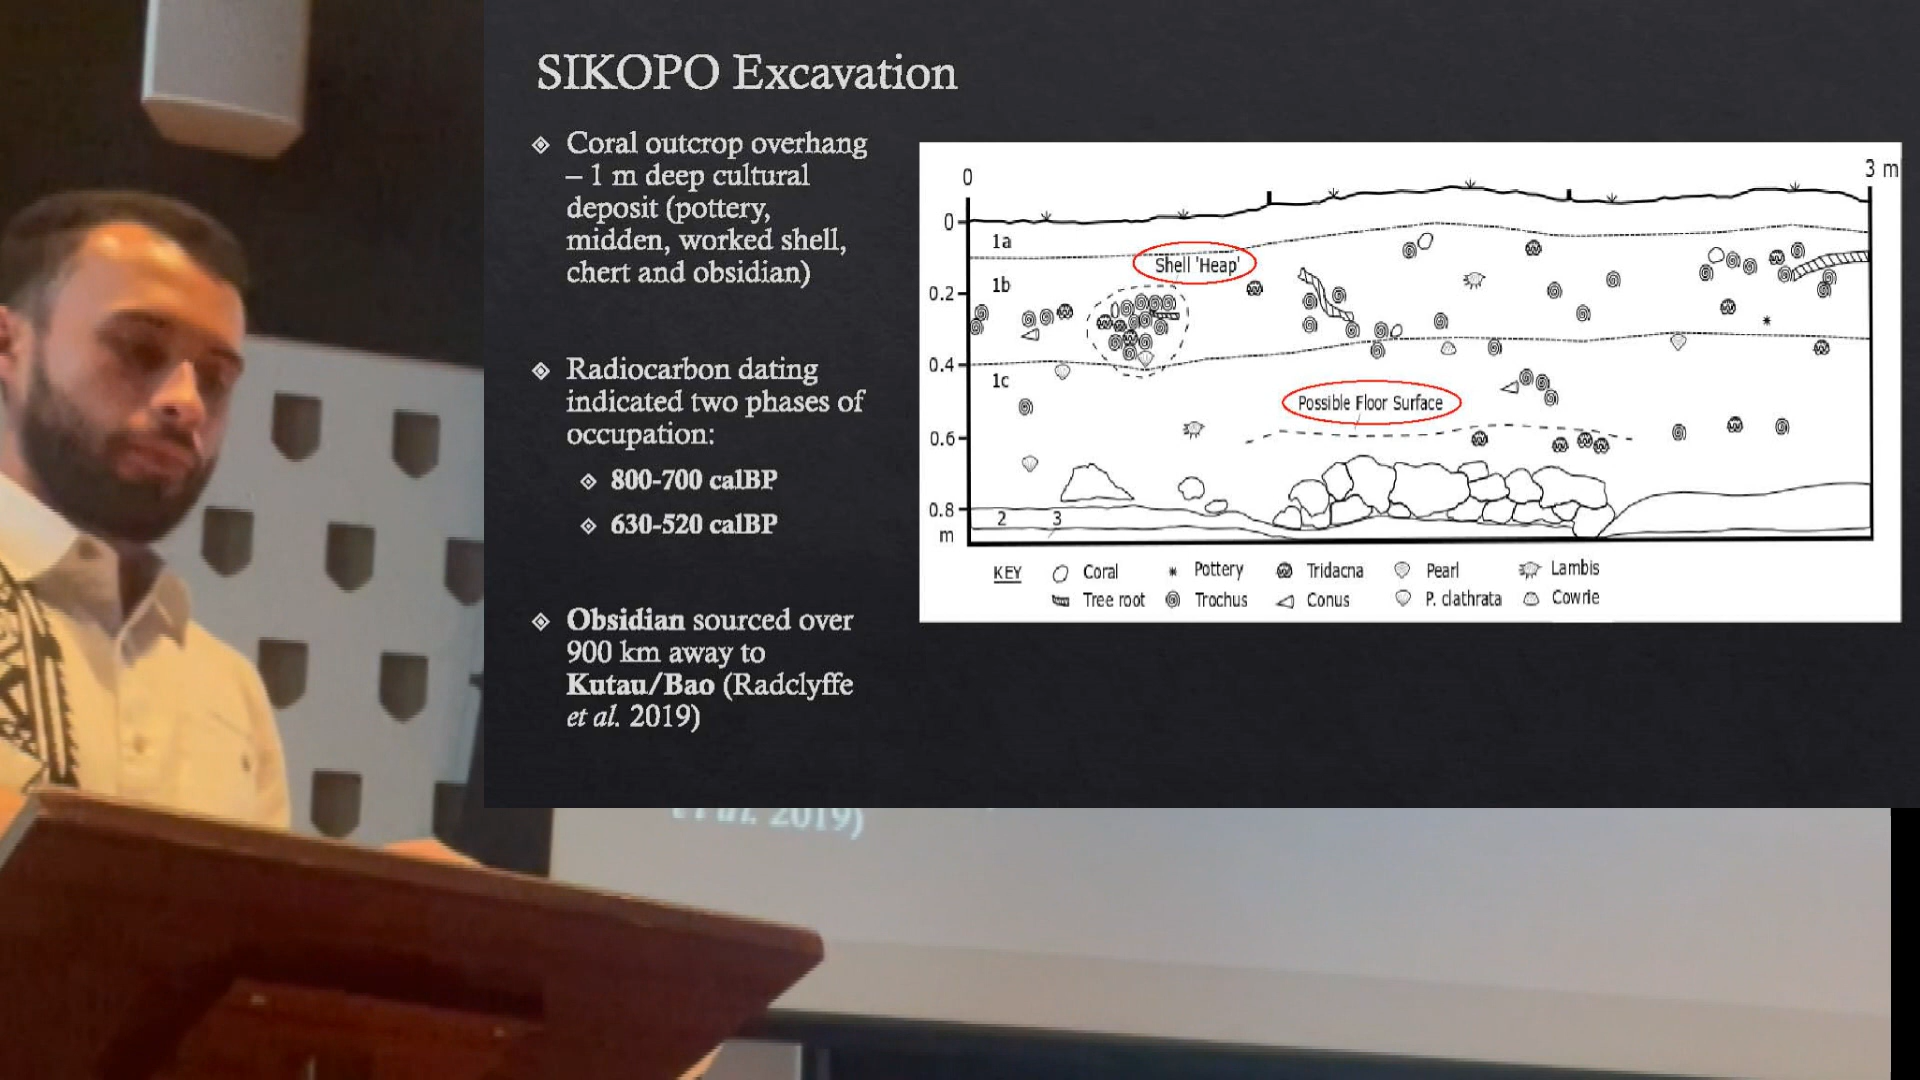 SIKOPO Excavation
Coral outcrop overhang
– 1 m deep cultural
deposit (pottery,
midden, worked shell,
chert and obsidian)
Radiocarbon dating
indicated two phases of
occupation:
800-700 calBP
630-520 calBP
Obsidian sourced over
900 km away to
Kutau/Bao (Radclyffe
et al. 2019)
0
3 m
0
1a
Shell 'Heap'
1b
0.2
0.4
1c
Possible Floor Surface
0.6
0.8
2
3
m
KEY
Coral
Pottery
Tridacna
Pearl
Lambis
Tree root
Trochus
Conus
P. clathrata
Cowrie
et al. 2019)